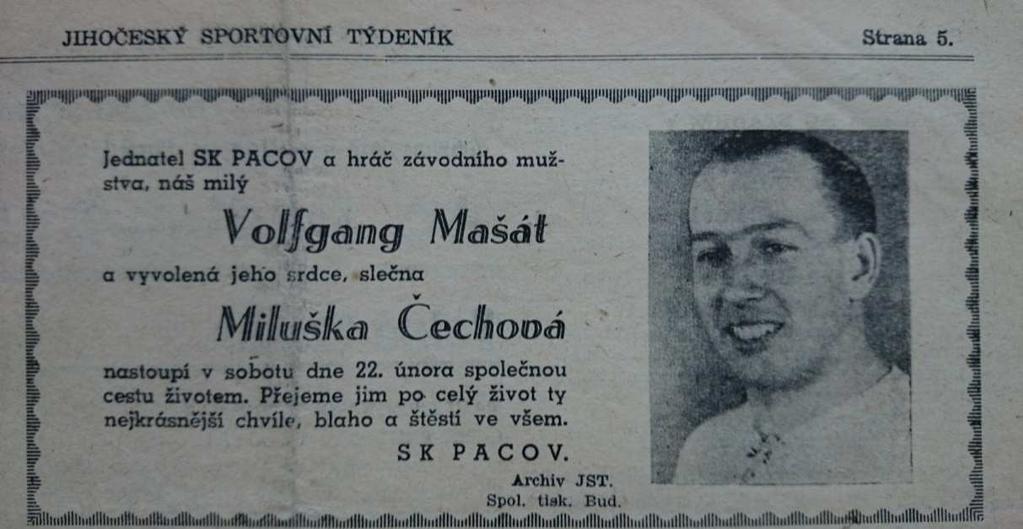 JIHOČESKÝ SPORTOVNÍ TÝDENÍK Strana 5.
Jednatel SK PACOV a hráč závodního muž-
stva, náš milý
Volfgang Mašát
a vyvolená jeho srdce, slečna
Miluška Čechová
nastoupí v sobotu dne 22. února společnou
cestu životem. Přejeme jim po celý život ty
nejkrásnější chvíle, blaho a štěstí ve všem.
SK PACOV.
Archiv JST.
Spol. tisk. Bud.